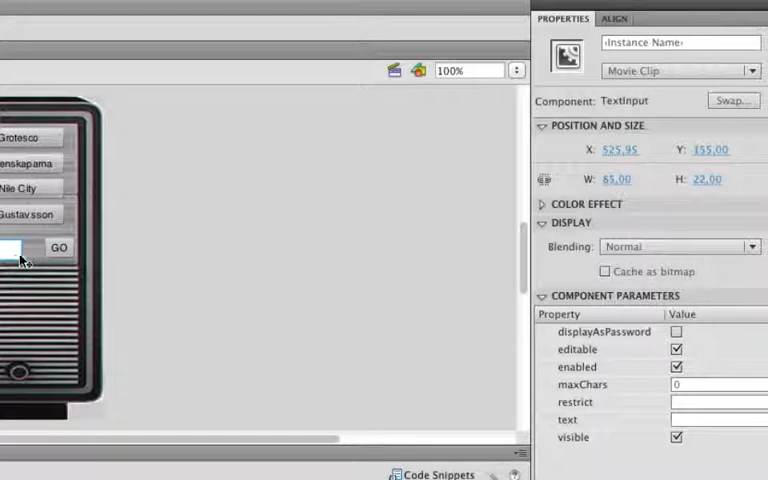 PROPERTIES ALIGN
‹Instance Name›
100%
Movie Clip
Component: TextInput Swap...
POSITION AND SIZE
Grotesco
X: 525,95 Y: 155,00
enskaparna
W: 65,00 H: 22,00
Nile City
COLOR EFFECT
Gustavsson
DISPLAY
GO
Blending: Normal
Cache as bitmap
COMPONENT PARAMETERS
Property Value
displayAsPassword
editable
enabled
maxChars 0
restrict
text
visible
Code Snippets